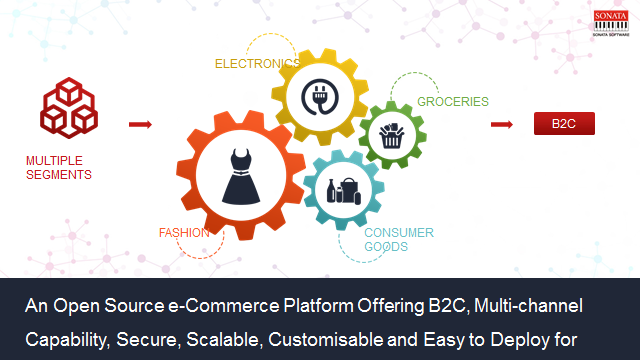 SONATA
SONATA SOFTWARE
ELECTRONICS
GROCERIES
B2C
MULTIPLE
SEGMENTS
FASHION
CONSUMER
GOODS
An Open Source e-Commerce Platform Offering B2C, Multi-channel
Capability, Secure, Scalable, Customisable and Easy to Deploy for